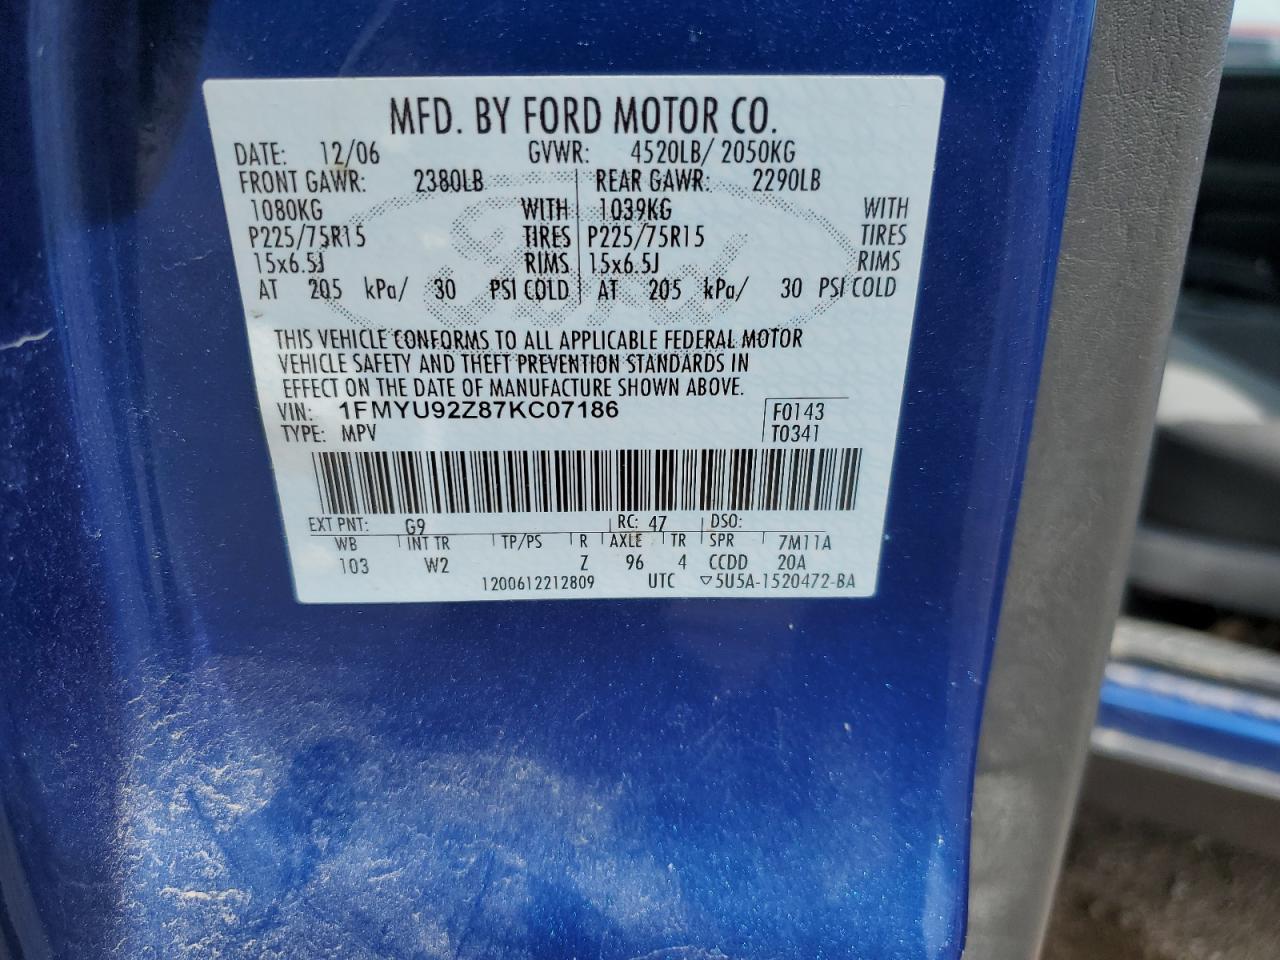 MFD. BY FORD MOTOR CO.
DATE: 12/06 GVWR: 4520LB/ 2050KG
FRONT GAWR: 2380LB REAR GAWR: 2290LB
1080KG WITH 1039KG WITH
P225/75R15 TIRES P225/75R15 TIRES
15x6.5J RIMS 15x6.5J RIMS
AT 205 kPa/ 30 PSI COLD AT 205 kPa/ 30 PSI COLD
THIS VEHICLE CONFORMS TO ALL APPLICABLE FEDERAL MOTOR
VEHICLE SAFETY AND THEFT PREVENTION STANDARDS IN
EFFECT ON THE DATE OF MANUFACTURE SHOWN ABOVE.
VIN: 1FMYU92Z87KC07186 F0143
TYPE: MPV T0341
EXT PNT: G9 RC: 47 DSO:
WB INT TR TP/PS R AXLE TR SPR 7M11A
103 W2 Z 96 4 CCDD 20A
1200612212809 UTC ▽5U5A-1520472-BA